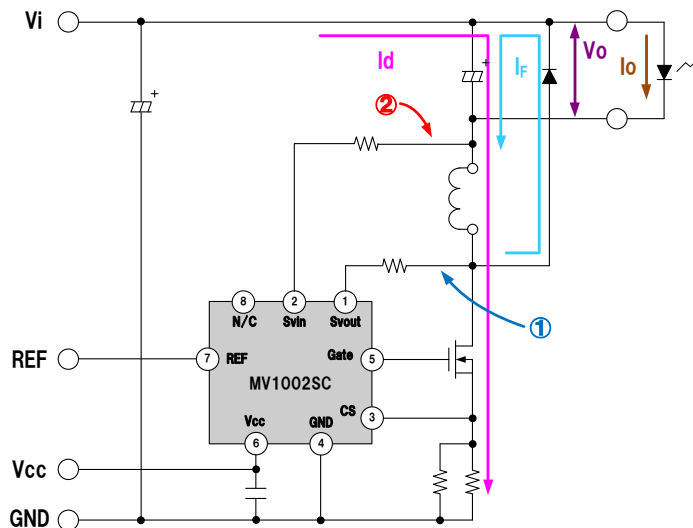 Vi
+
+
Id
IF
Vo
Io
②
①
8
2
1
N/C
Svin
Svout
REF
7
REF
Gate
5
MV1002SC
CS
3
Vcc
GND
6
4
Vcc
GND